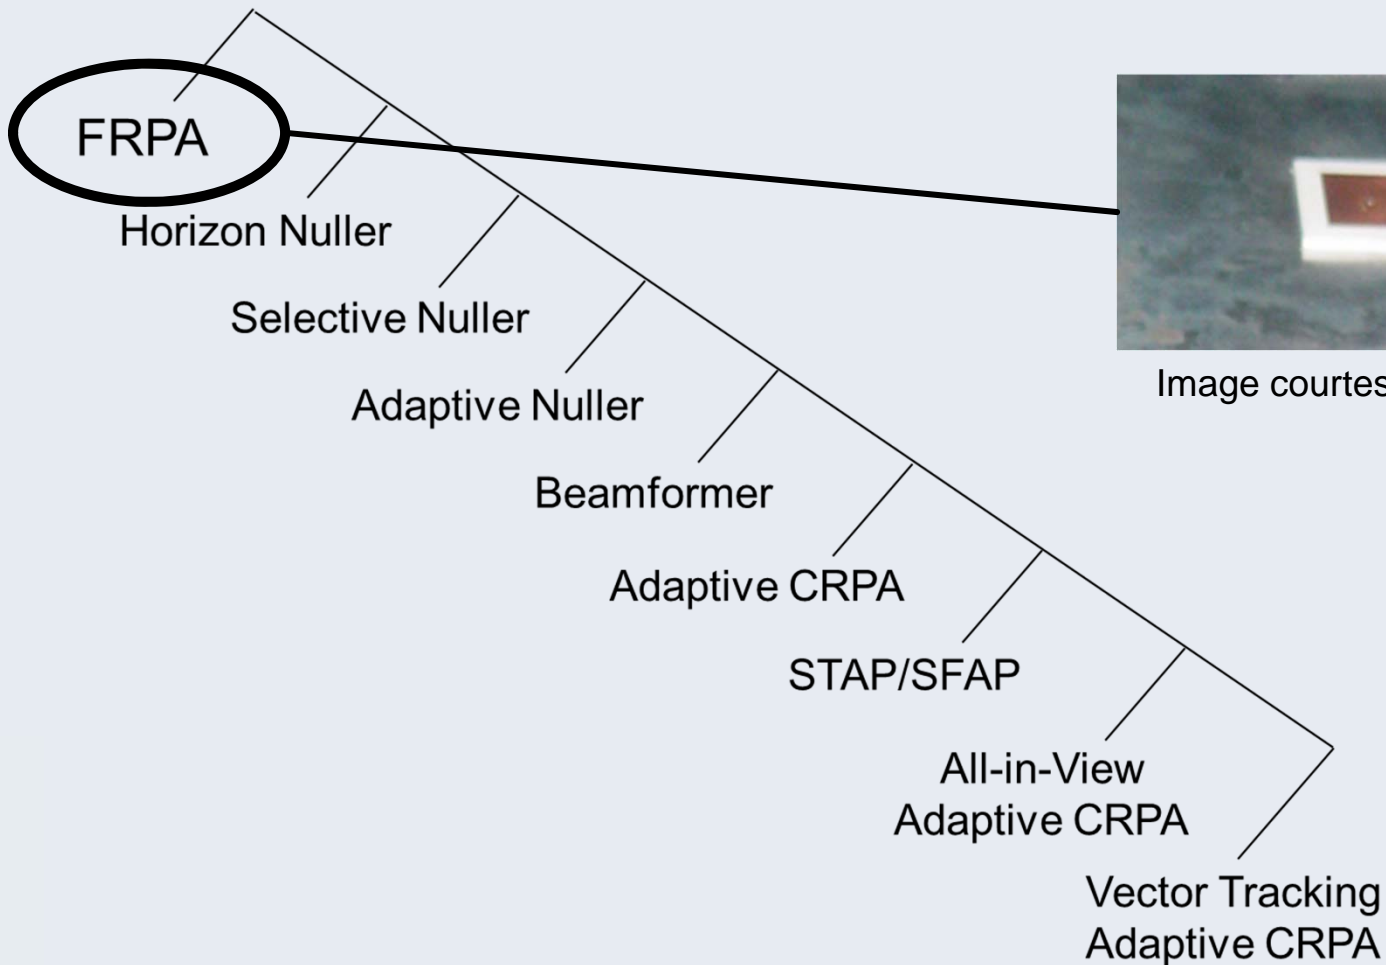 FRPA
Horizon Nuller
Selective Nuller
Adaptive Nuller
Beamformer
Adaptive CRPA
STAP/SFAP
All-in-View
Adaptive CRPA
Vector Tracking
Adaptive CRPA
Image